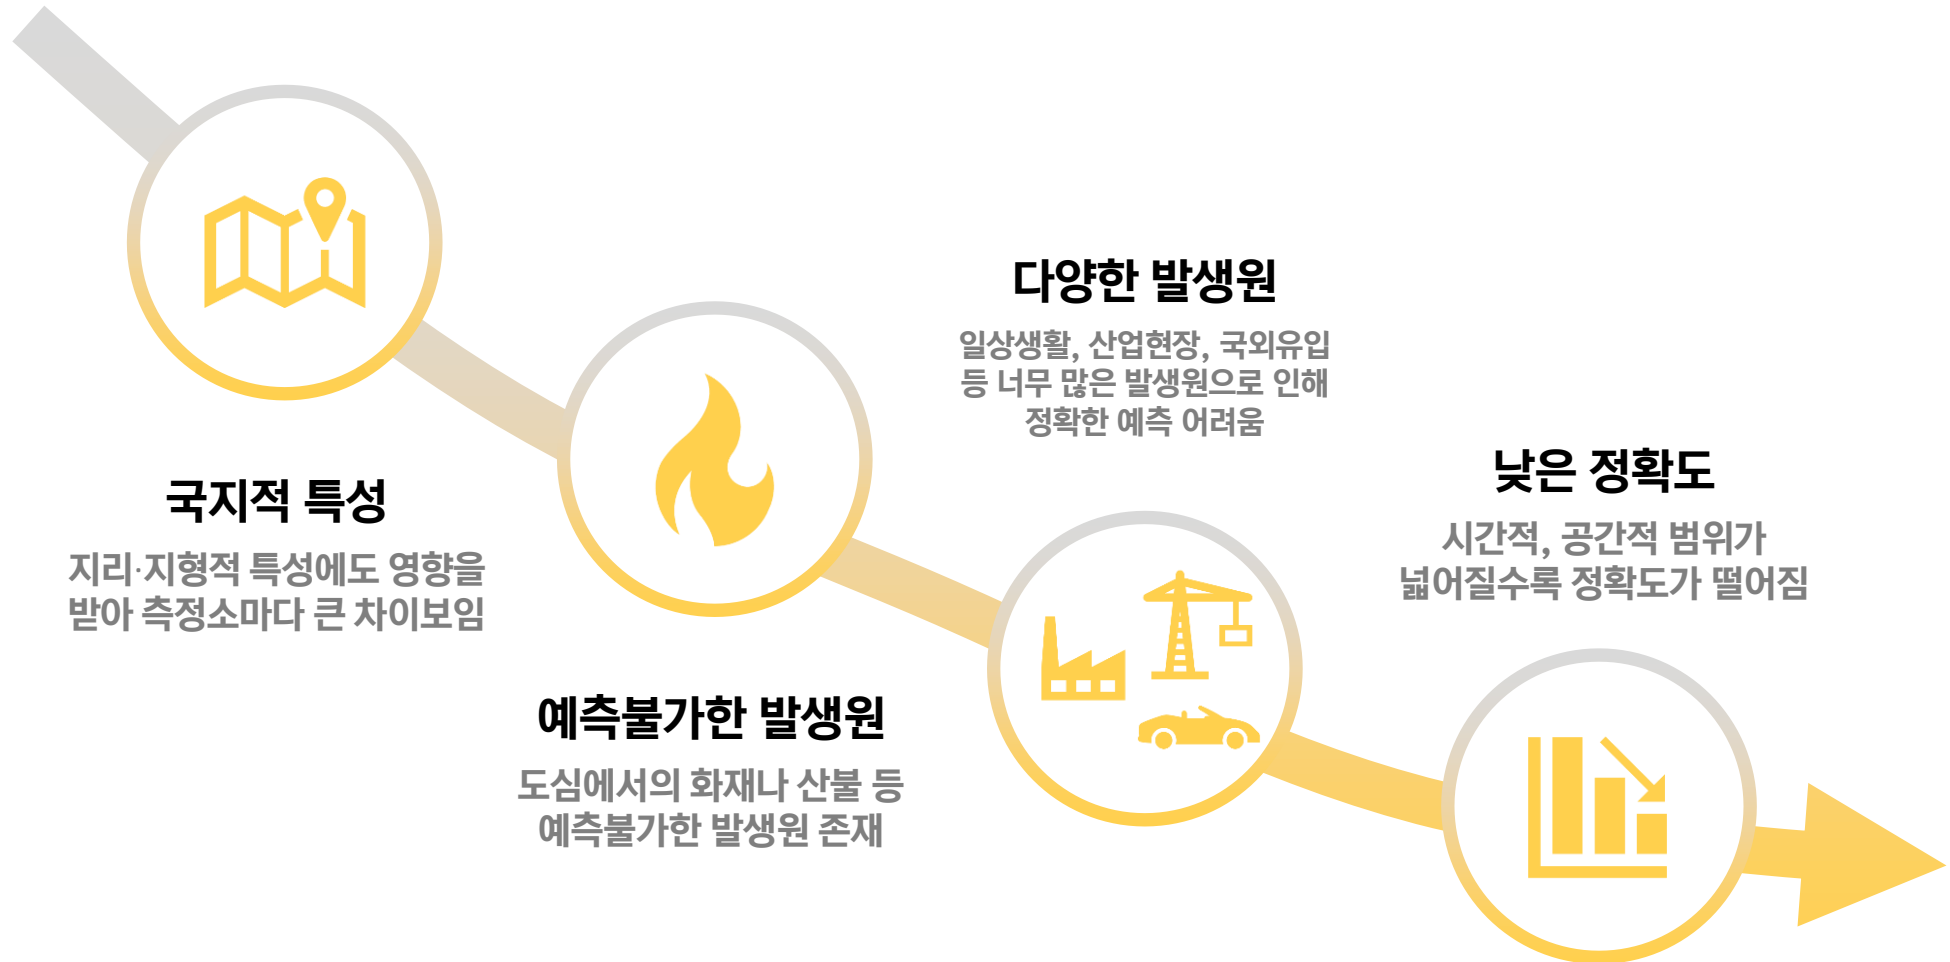 국지적 특성
지리·지형적 특성에도 영향을
받아 측정소마다 큰 차이보임
예측불가한 발생원
도심에서의 화재나 산불 등
예측불가한 발생원 존재
다양한 발생원
일상생활, 산업현장, 국외유입
등 너무 많은 발생원으로 인해
정확한 예측 어려움
낮은 정확도
시간적, 공간적 범위가
넓어질수록 정확도가 떨어짐